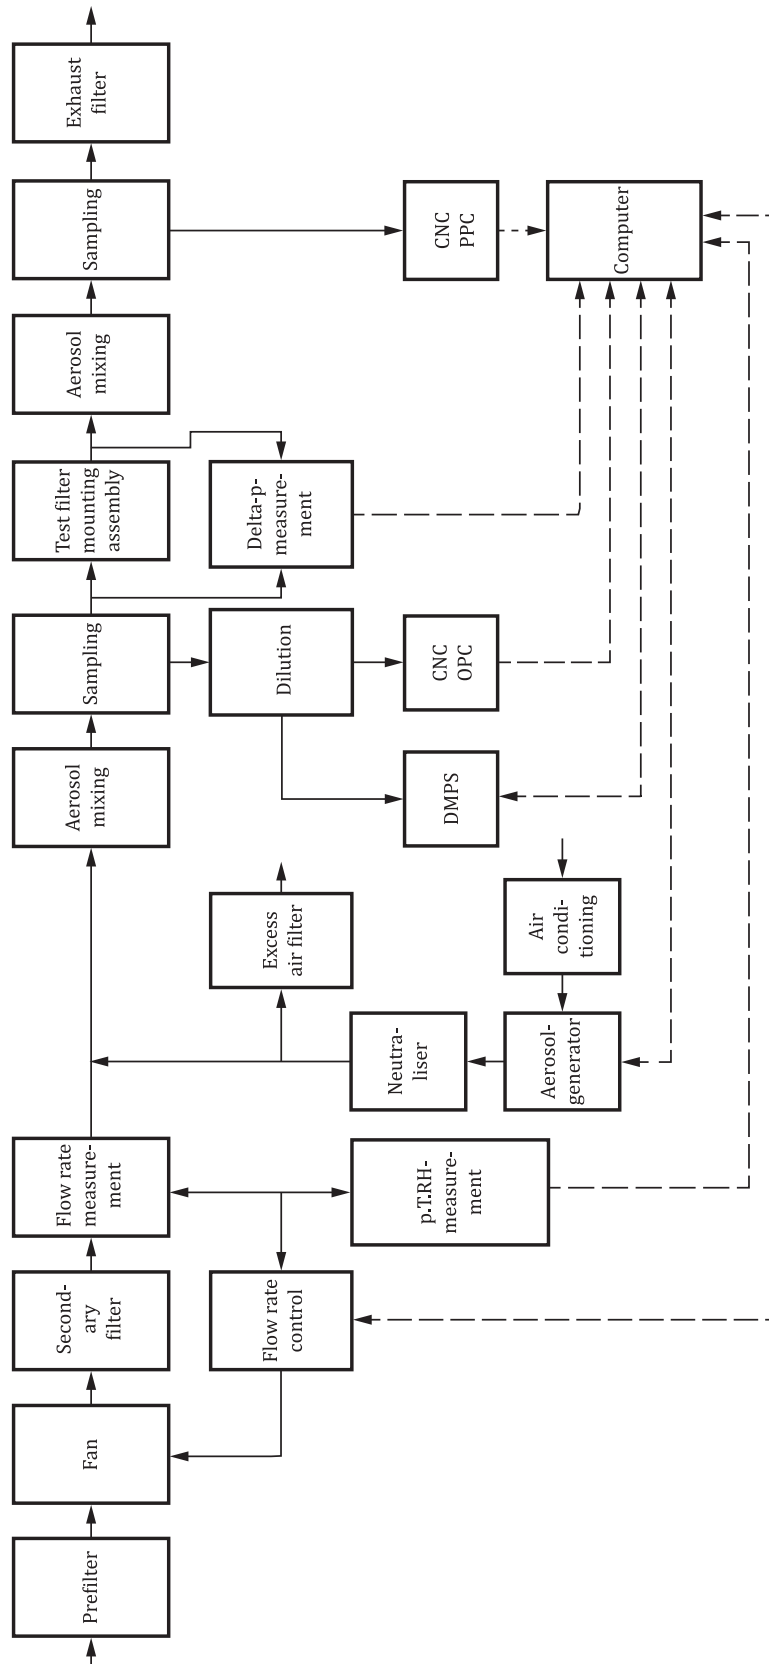 Prefilter
Fan
Second-
ary
filter
Flow rate
measure-
ment
Aerosol
mixing
Sampling
Test filter
mounting
assembly
Aerosol
mixing
Sampling
Exhaust
filter
Flow rate
control
Excess
air filter
Dilution
Delta-p-
measure-
ment
p.T.RH-
measure-
ment
Neutra-
liser
DMPS
CNC
OPC
CNC
PPC
Aerosol-
generator
Air
condi-
tioning
Computer